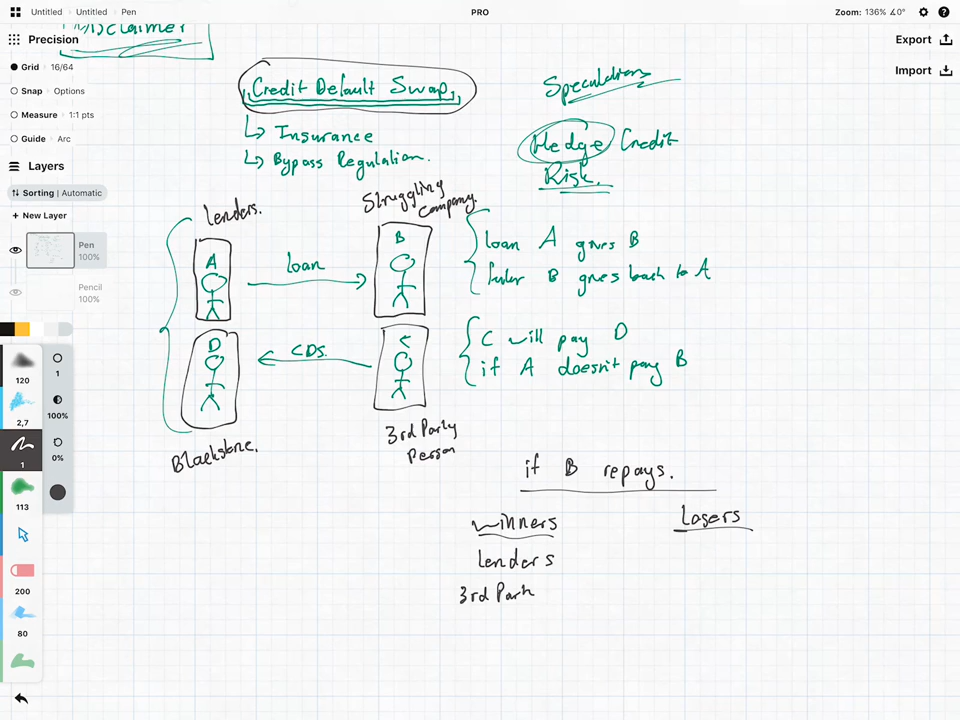 Untitled Untitled Pen PRO Zoom: 136% ∡0°
Disclaimer
Precision
Grid 16/64
Snap Options
Measure 1:1 pts
Guide Arc
Layers
Sorting | Automatic
+ New Layer
Pen
100%
Pencil
100%
120
2,7
1
113
200
80
1
100%
0%
Export
Import
Credit Default Swap
↳ Insurance
↳ Bypass Regulation.
Speculation
Hedge Credit
Risk.
lenders.
Struggling
Company.
A
loan
B
loan A gives B
B gives back to A
D
CDs.
C
C will pay D
if A doesn't pay B
Blackstone.
3rd Party
Person
if B repays.
Winners
Losers
lenders
3rd Part